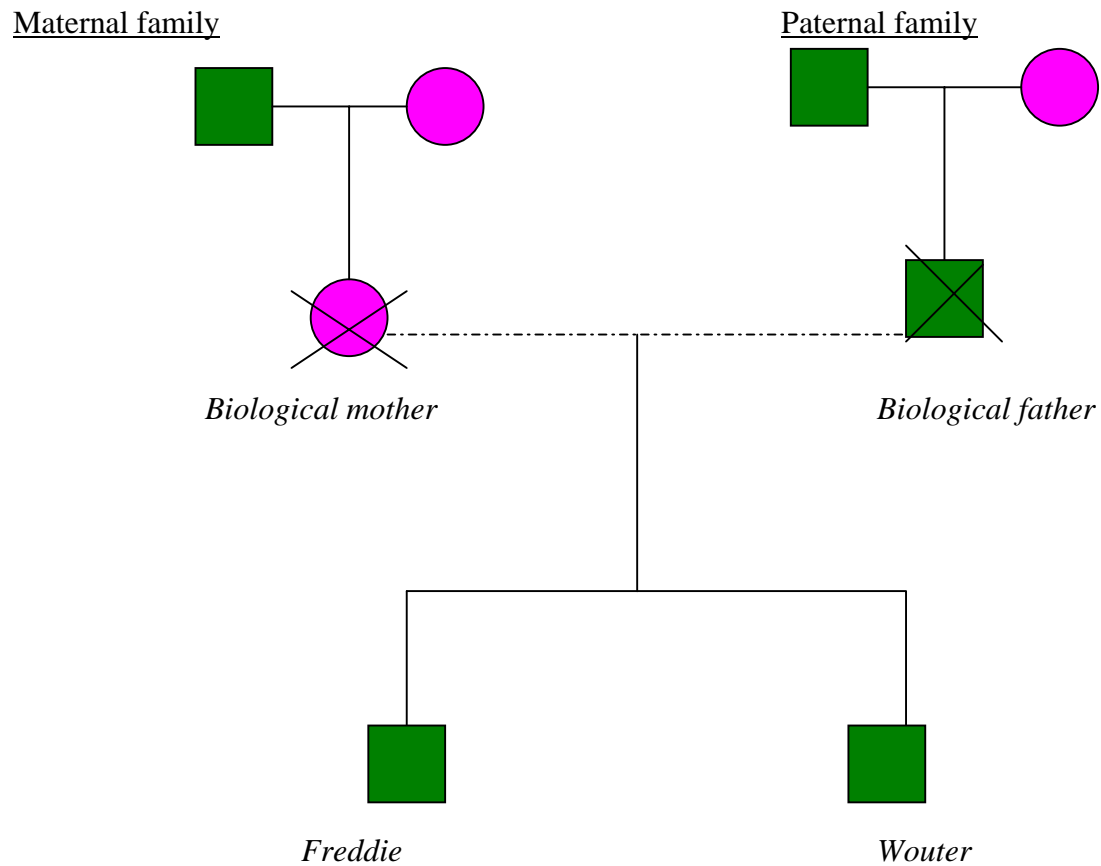 Maternal family
Paternal family
Biological mother
Biological father
Freddie
Wouter